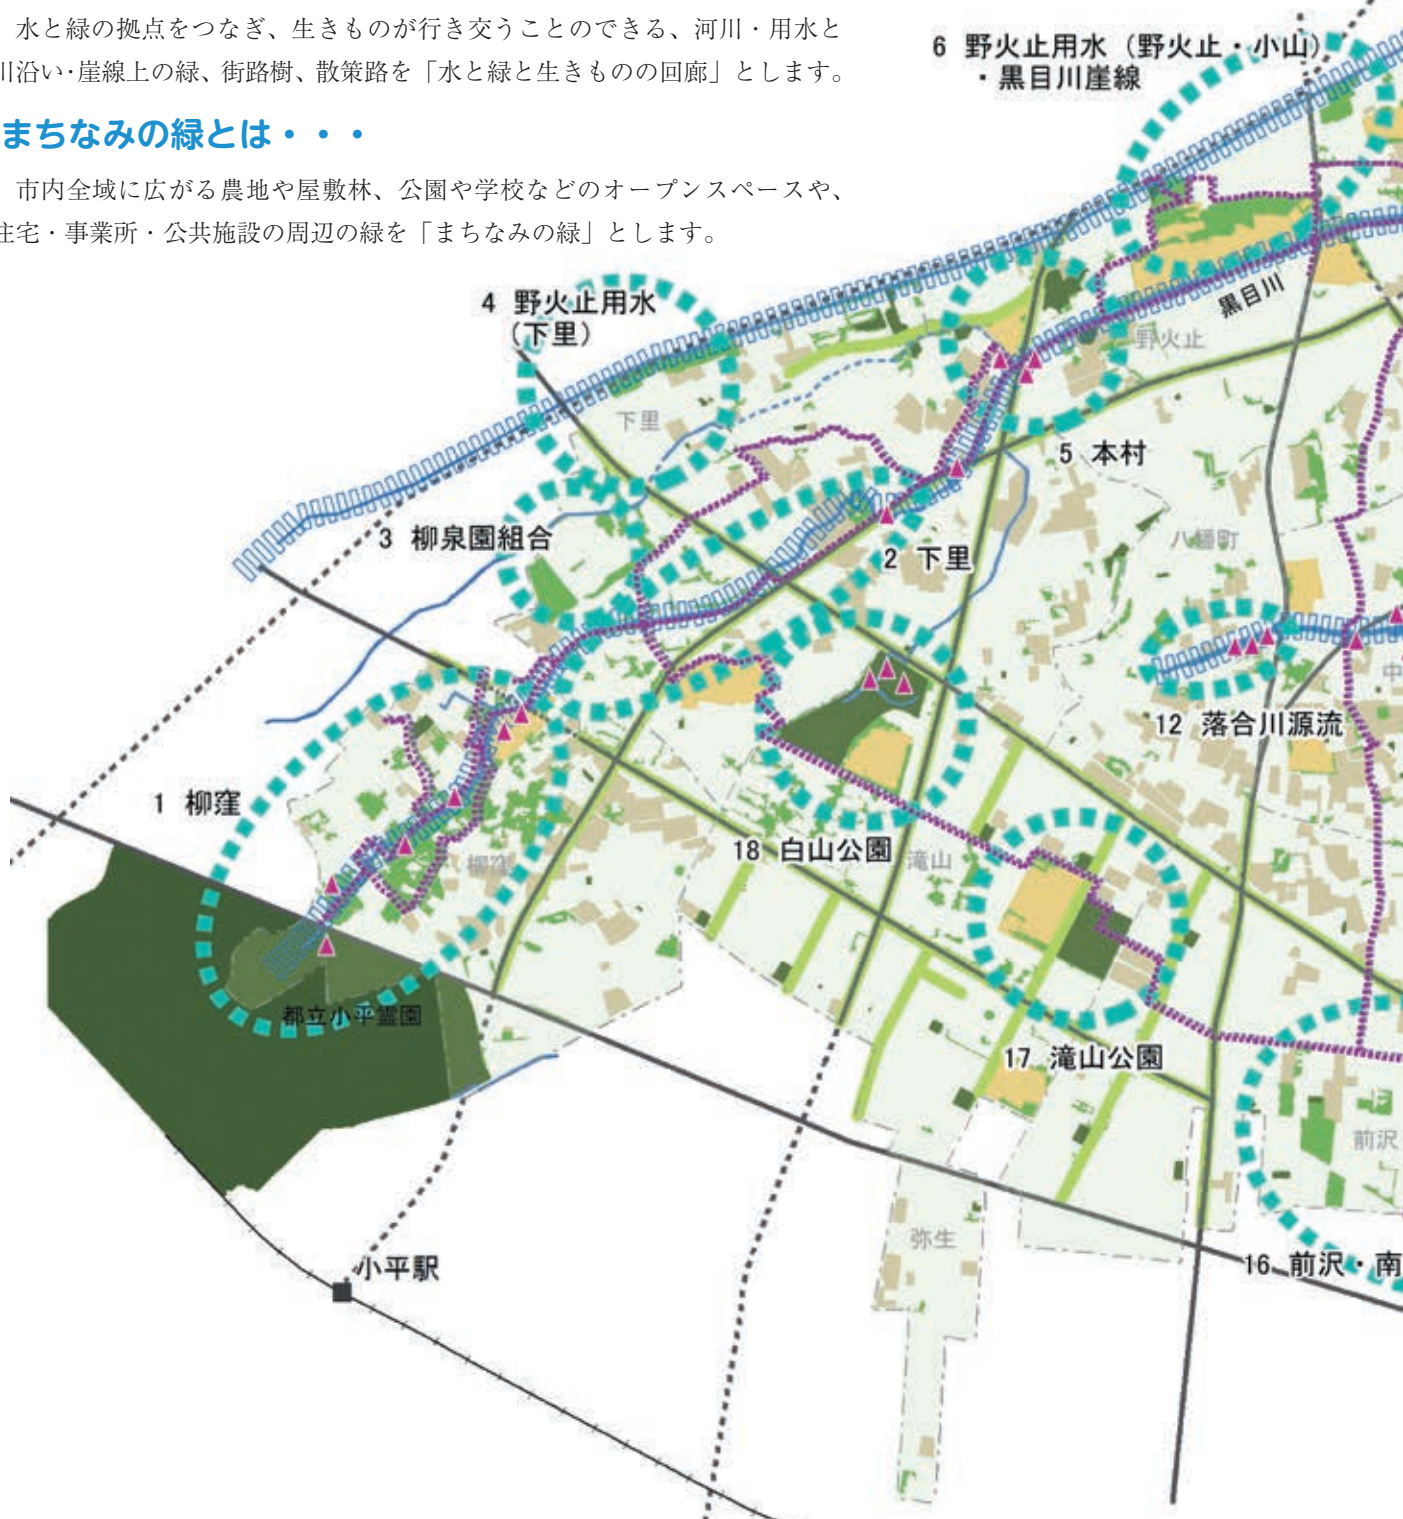 水と緑の拠点をつなぎ、生きものが行き交うことのできる、河川・用水と
川沿い・崖線上の緑、街路樹、散策路を「水と緑と生きものの回廊」とします。
まちなみの緑とは・・・
市内全域に広がる農地や屋敷林、公園や学校などのオープンスペースや、
住宅・事業所・公共施設の周辺の緑を「まちなみの緑」とします。
6 野火止用水（野火止・小山）
・黒目川崖線
4 野火止用水
（下里）
黒目川
野火止
下里
5 本村
3 柳泉園組合
2 下里
八幡町
中
12 落合川源流
1 柳窪
柳窪
18 白山公園
滝山
都立小平霊園
17 滝山公園
前沢
弥生
16 前沢・南
小平駅